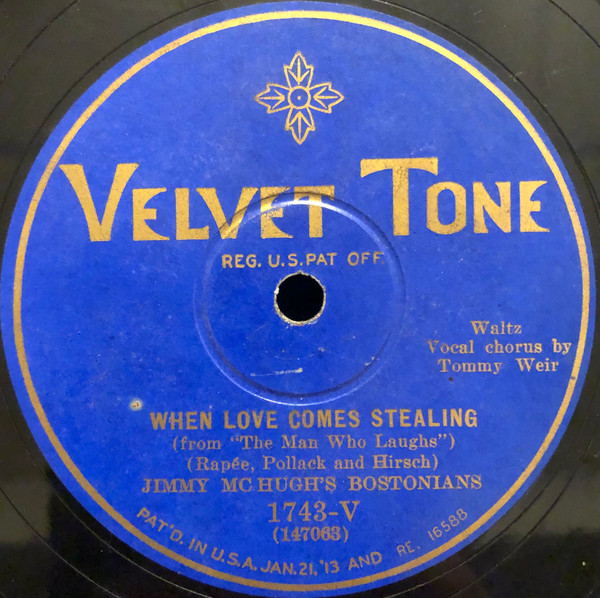 VELVET TONE
REG. U.S.PAT OFF
Waltz
Vocal chorus by
Tommy Weir
WHEN LOVE COMES STEALING
(from "The Man Who Laughs")
(Rapée, Pollack and Hirsch)
JIMMY MC HUGH'S BOSTONIANS
1743-V
(147063)
PAT'D. IN U.S.A. JAN.21,'13 AND RE. 16588